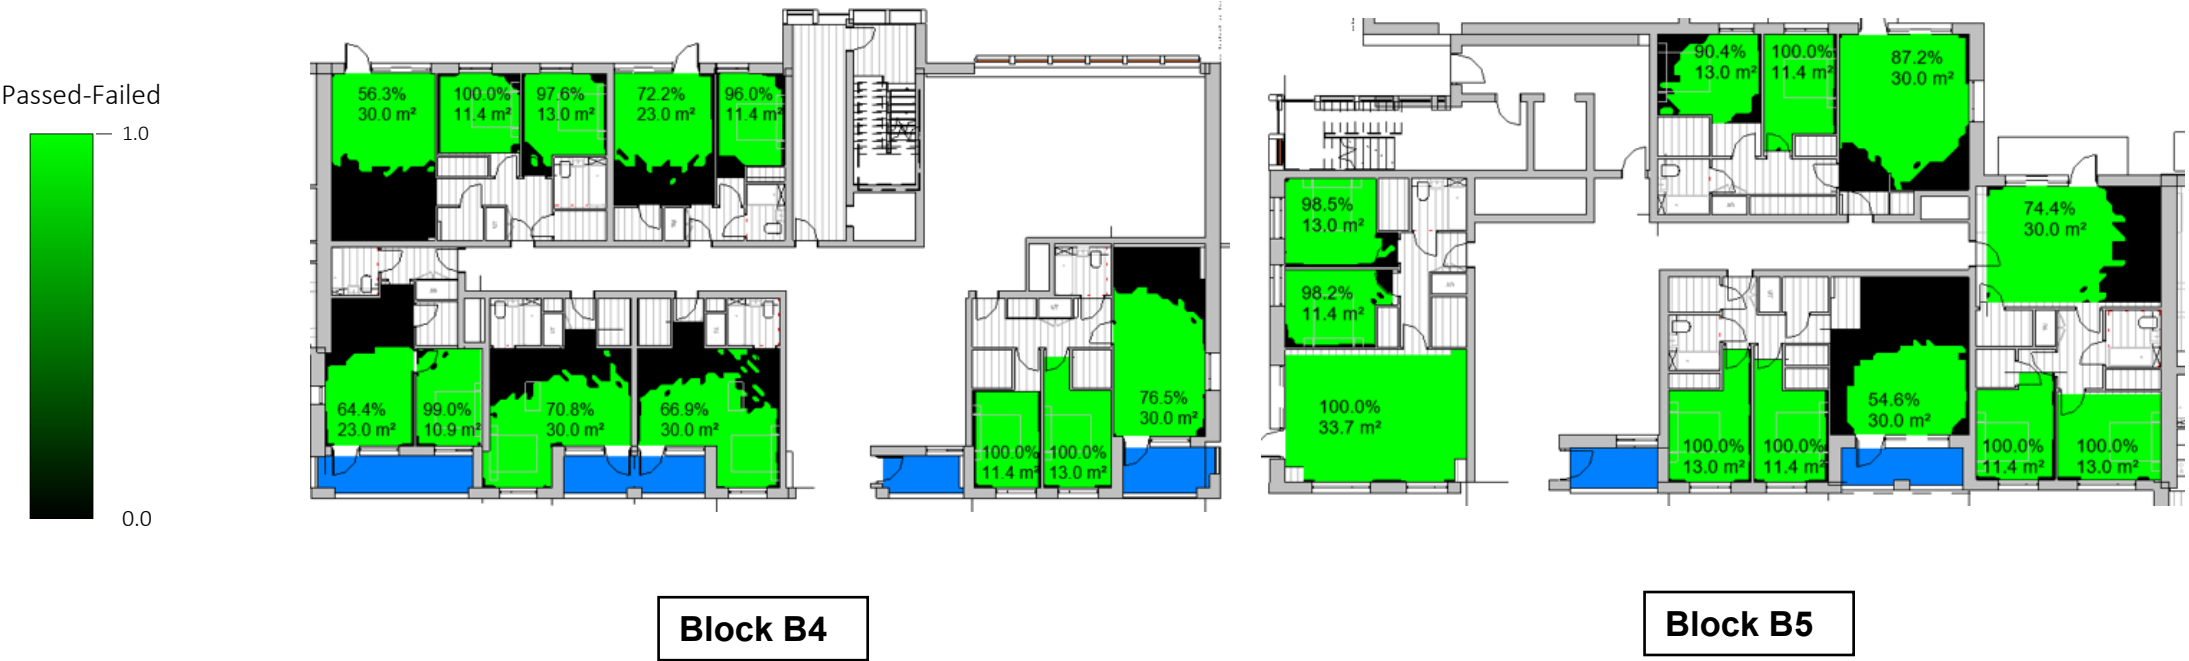 Passed-Failed
1.0
0.0
56.3%
30.0 m²
100.0%
11.4 m²
97.6%
13.0 m²
72.2%
23.0 m²
96.0%
11.4 m²
64.4%
23.0 m²
99.0%
10.9 m²
70.8%
30.0 m²
66.9%
30.0 m²
100.0%
11.4 m²
100.0%
13.0 m²
76.5%
30.0 m²
Block B4
90.4%
13.0 m²
100.0%
11.4 m²
87.2%
30.0 m²
98.5%
13.0 m²
98.2%
11.4 m²
100.0%
33.7 m²
74.4%
30.0 m²
100.0%
13.0 m²
100.0%
11.4 m²
54.6%
30.0 m²
100.0%
11.4 m²
100.0%
13.0 m²
Block B5